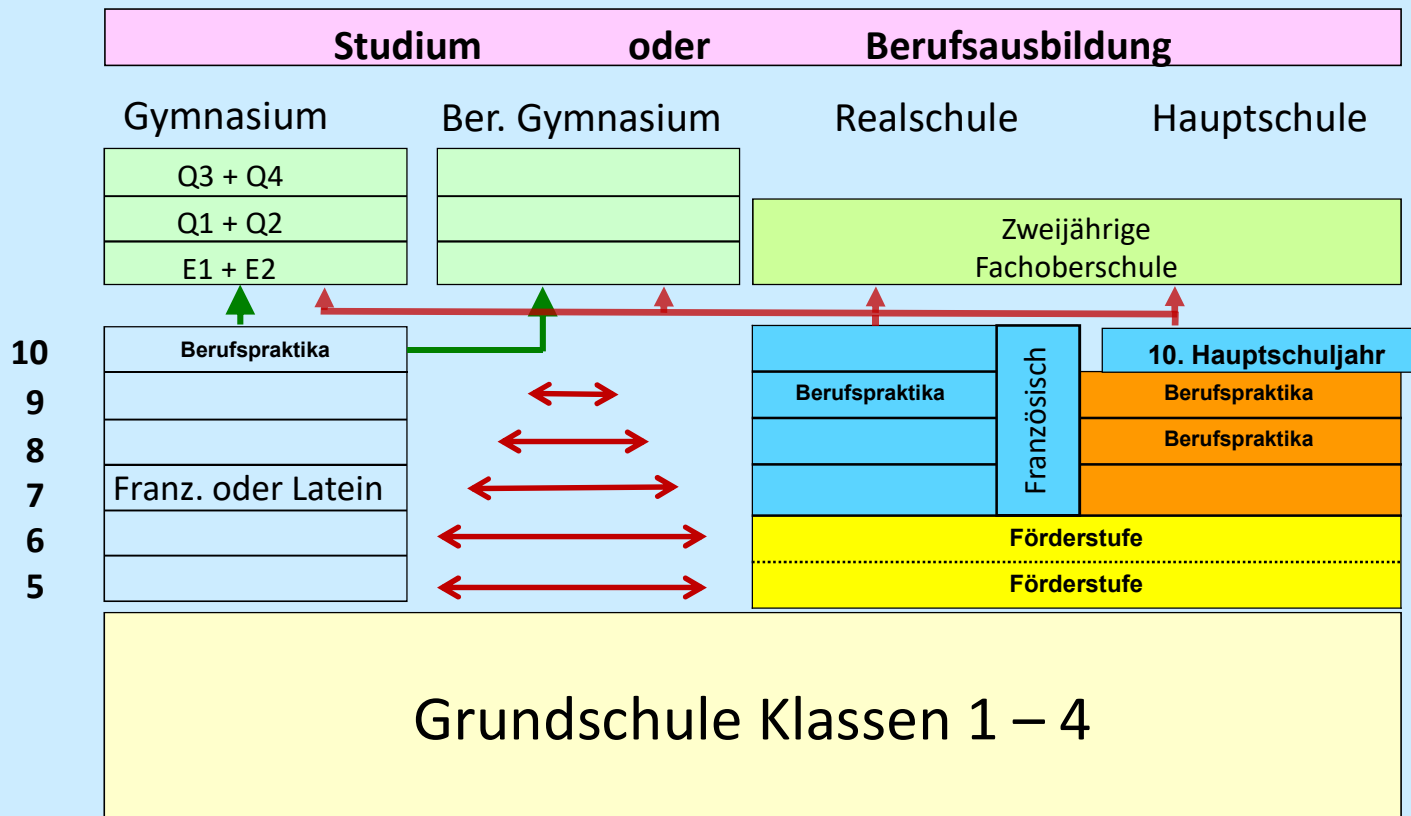 Studium oder Berufsausbildung
Gymnasium Ber. Gymnasium Realschule Hauptschule
Q3 + Q4
Q1 + Q2
E1 + E2
Zweijährige
Fachoberschule
10 Berufspraktika 10. Hauptschuljahr
9 Berufspraktika Berufspraktika
8 Berufspraktika
Französisch
7 Franz. oder Latein
6 Förderstufe
5 Förderstufe
Grundschule Klassen 1 – 4